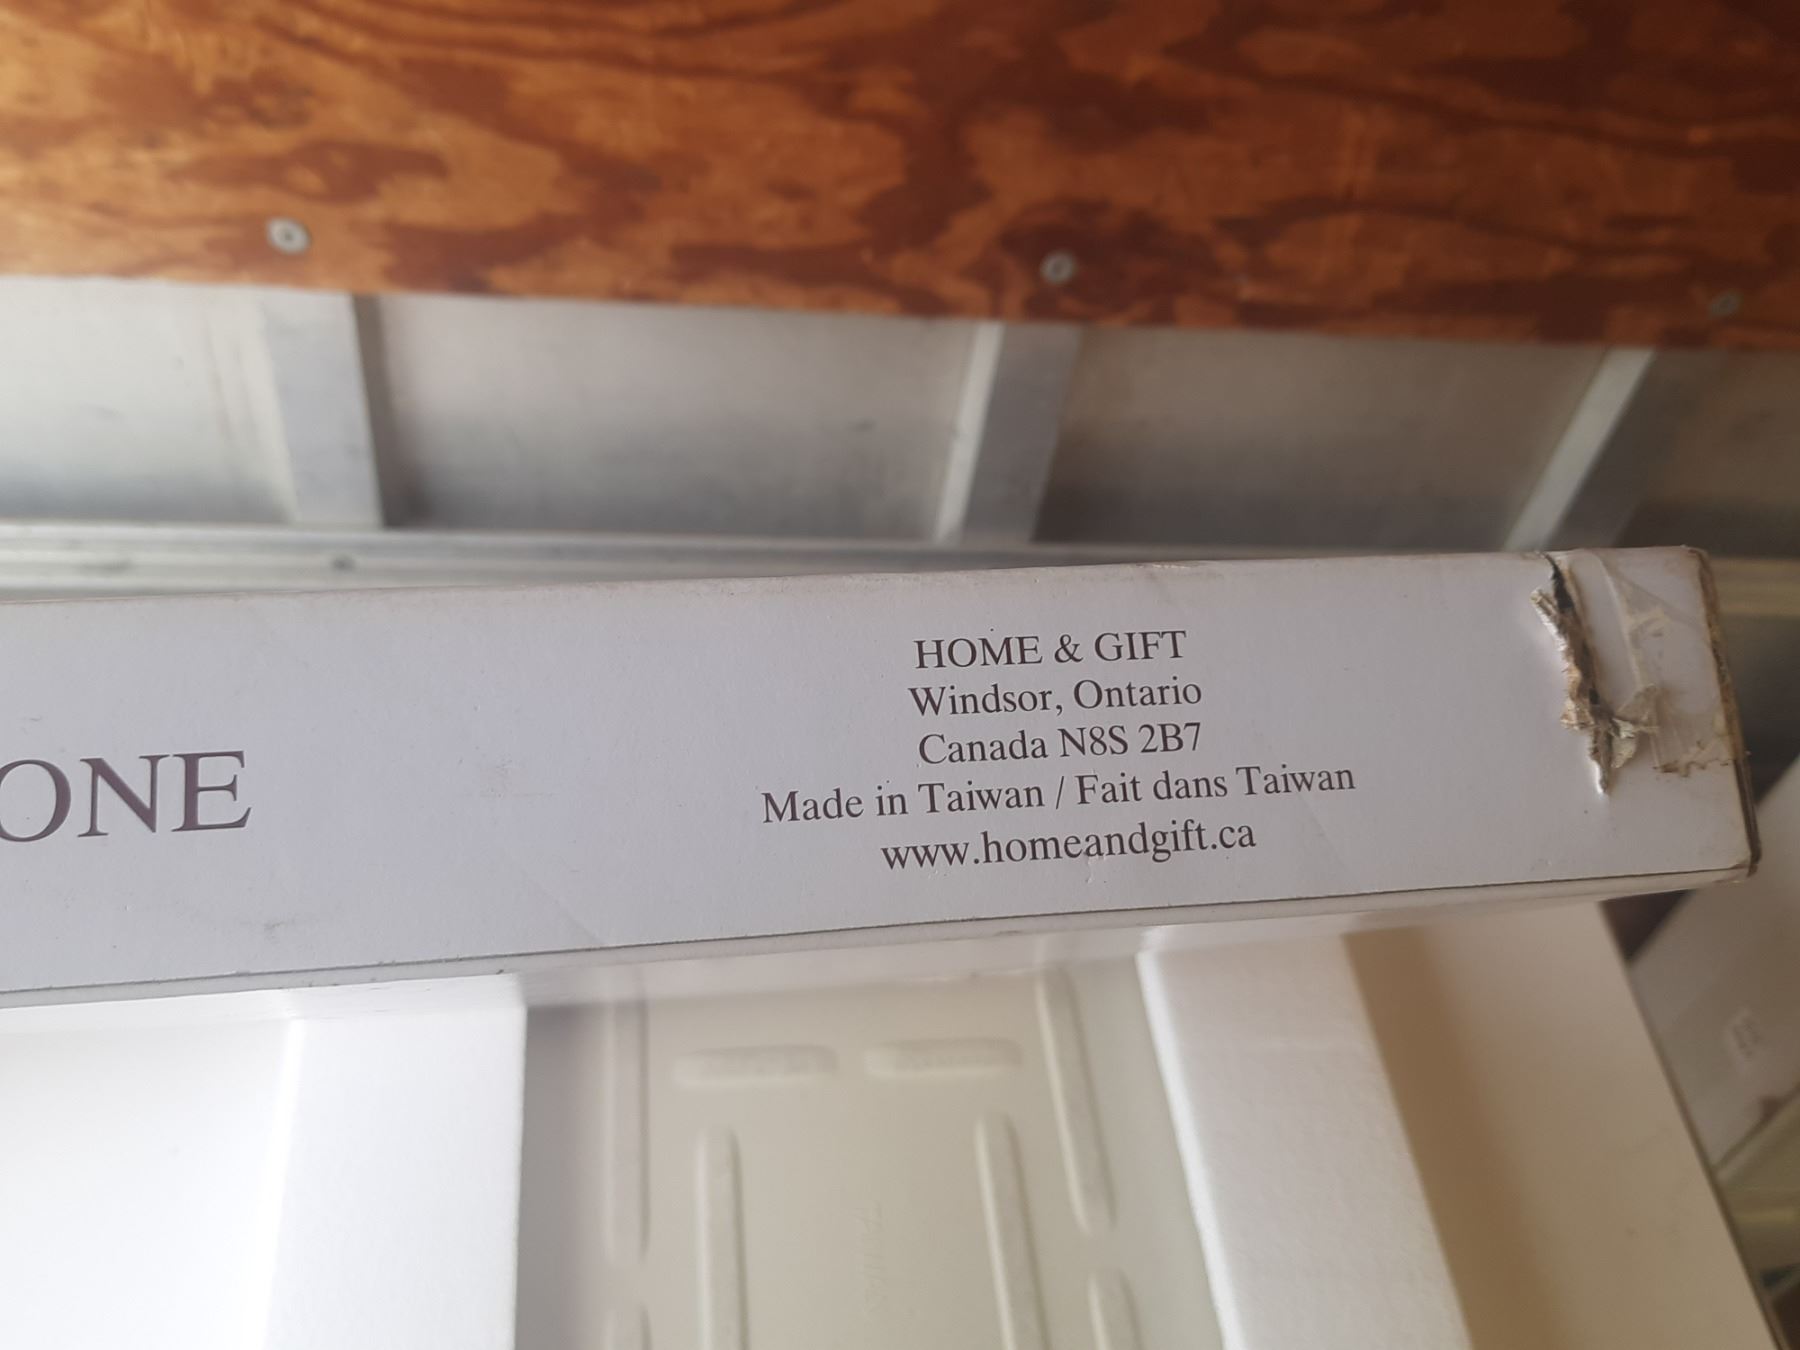 ONE
HOME & GIFT
Windsor, Ontario
Canada N8S 2B7
Made in Taiwan / Fait dans Taiwan
www.homeandgift.ca